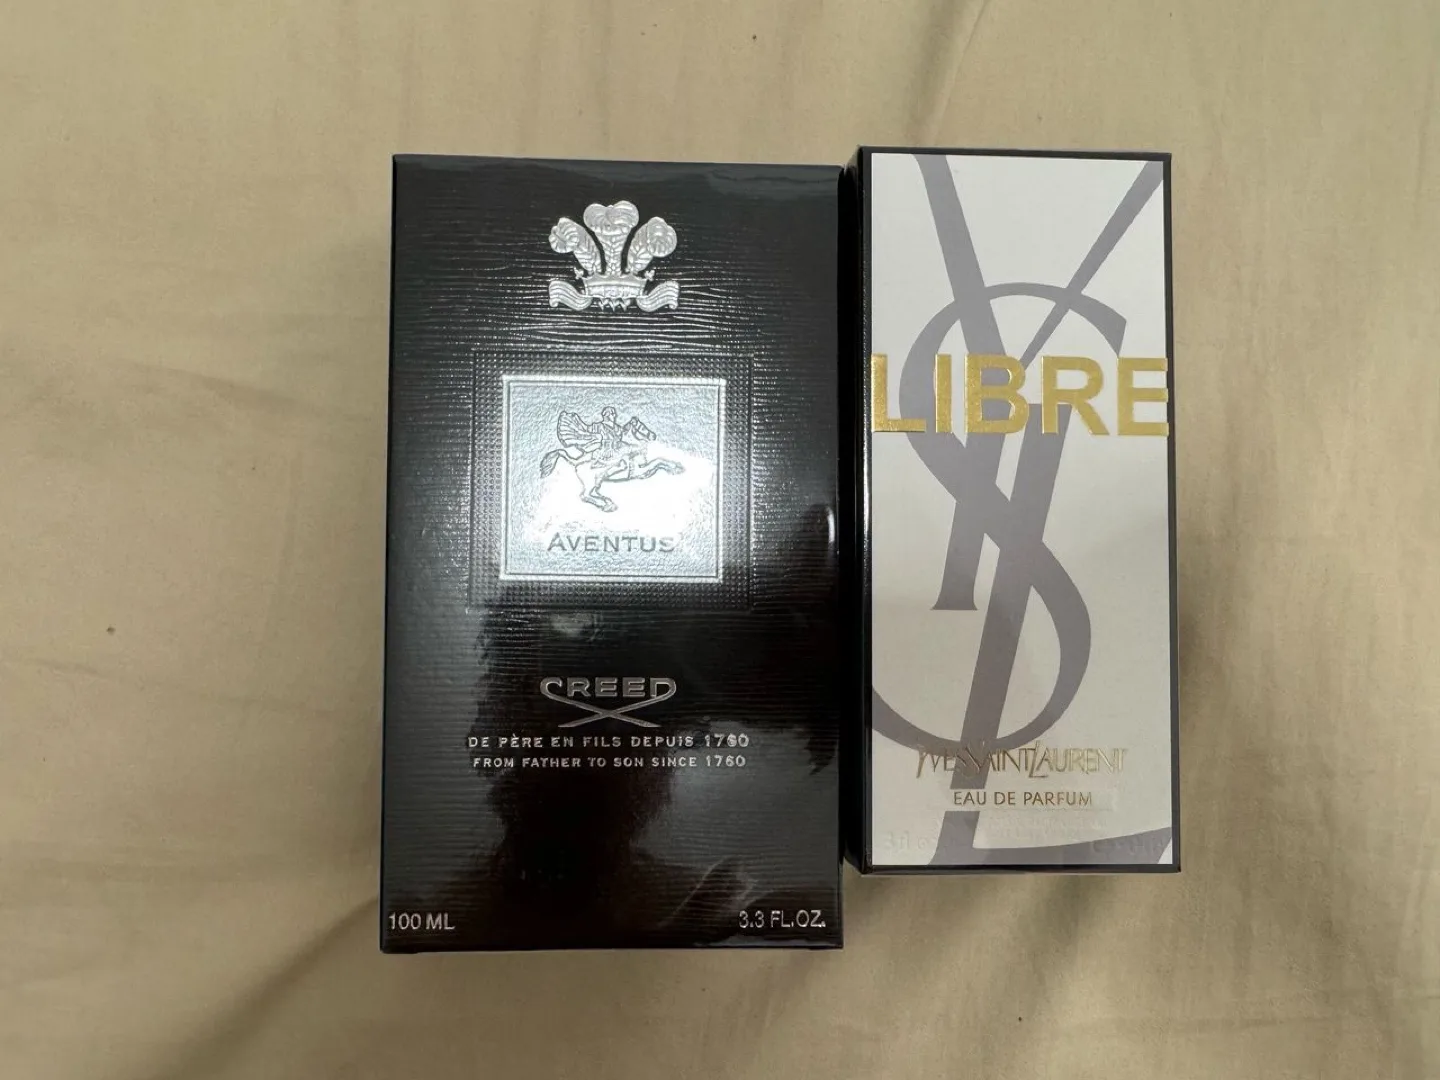 AVENTUS
CREED
DE PÈRE EN FILS DEPUIS 1760
FROM FATHER TO SON SINCE 1760
100 ML
3.3 FL.OZ.
YSL
LIBRE
YVESSAINTLAURENT
EAU DE PARFUM